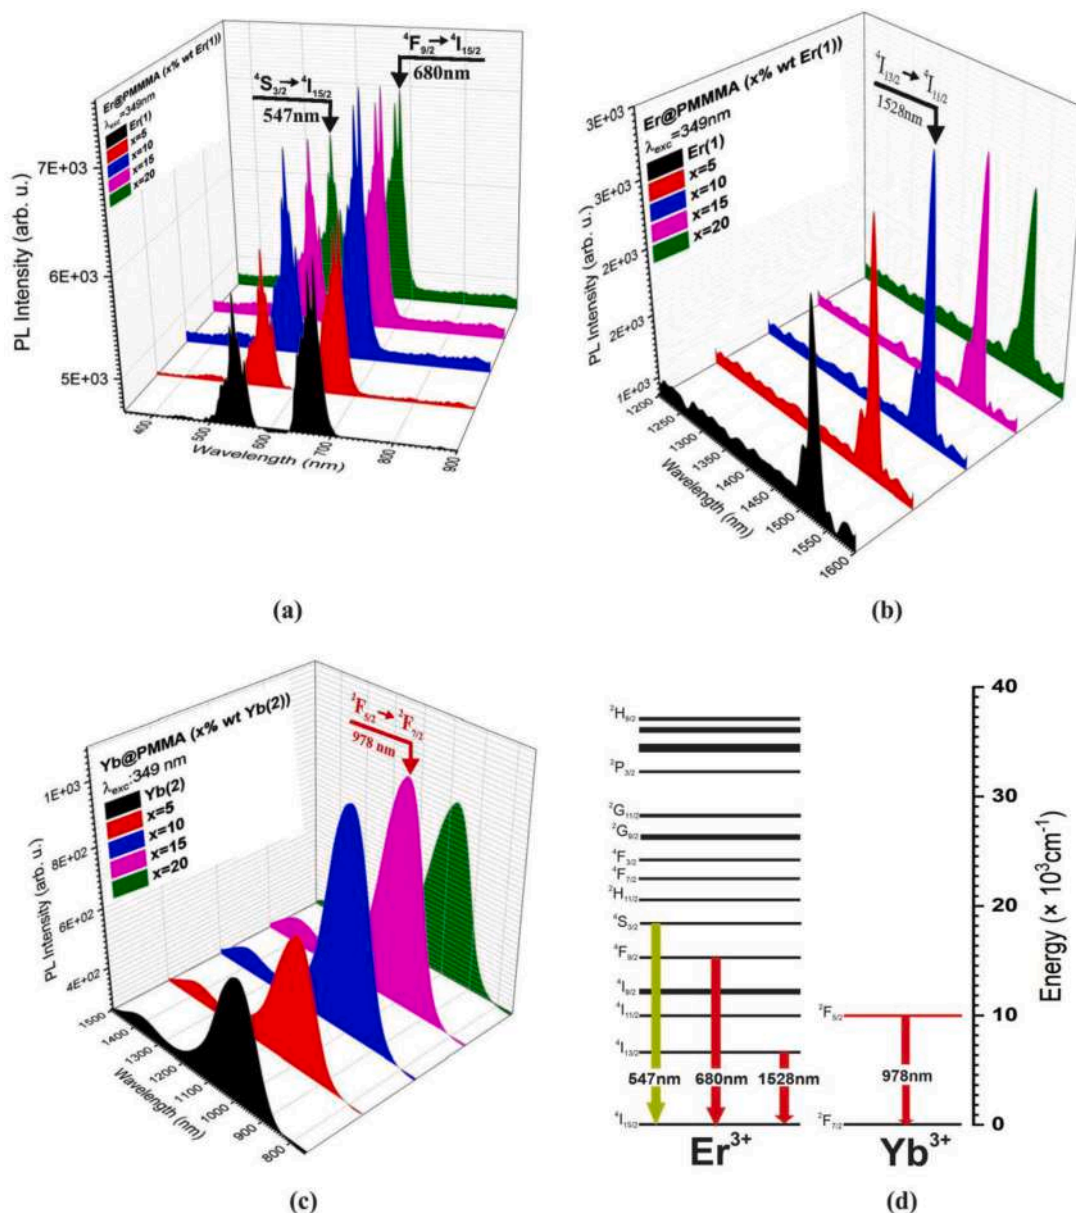 ⁴F₉/₂→⁴I₁₅/₂
680nm
⁴S₃/₂→⁴I₁₅/₂
547nm
Er@PMMMA (x% wt Er(1))
λexc=349nm
Er(1)
x=5
x=10
x=15
x=20
PL Intensity (arb. u.)
7E+03
6E+03
5E+03
400
500
600
700
800
900
Wavelength (nm)
(a)
⁴I₁₃/₂→⁴I₁₁/₂
1528nm
Er@PMMMA (x% wt Er(1))
λexc=349nm
Er(1)
x=5
x=10
x=15
x=20
PL Intensity (arb. u.)
3E+03
3E+03
2E+03
2E+03
1E+03
1200
1250
1300
1350
1400
1450
1500
1550
1600
Wavelength (nm)
(b)
²F₅/₂→²F₇/₂
978 nm
Yb@PMMA (x% wt Yb(2))
λexc:349 nm
Yb(2)
x=5
x=10
x=15
x=20
PL Intensity (arb. u.)
1E+03
8E+02
6E+02
4E+02
1500
1400
1300
1200
1100
1000
900
800
Wavelength (nm)
(c)
²P₃/₂
²G₁₁/₂
²G₉/₂
⁴F₃/₂
⁴F₇/₂
²H₁₁/₂
⁴S₃/₂
⁴F₉/₂
⁴I₉/₂
⁴I₁₁/₂
⁴I₁₃/₂
547nm 680nm 1528nm
⁴I₁₅/₂
Er³⁺
²F₅/₂
978nm
²F₇/₂
Yb³⁺
40
30
20
10
0
Energy (× 10³cm⁻¹)
(d)